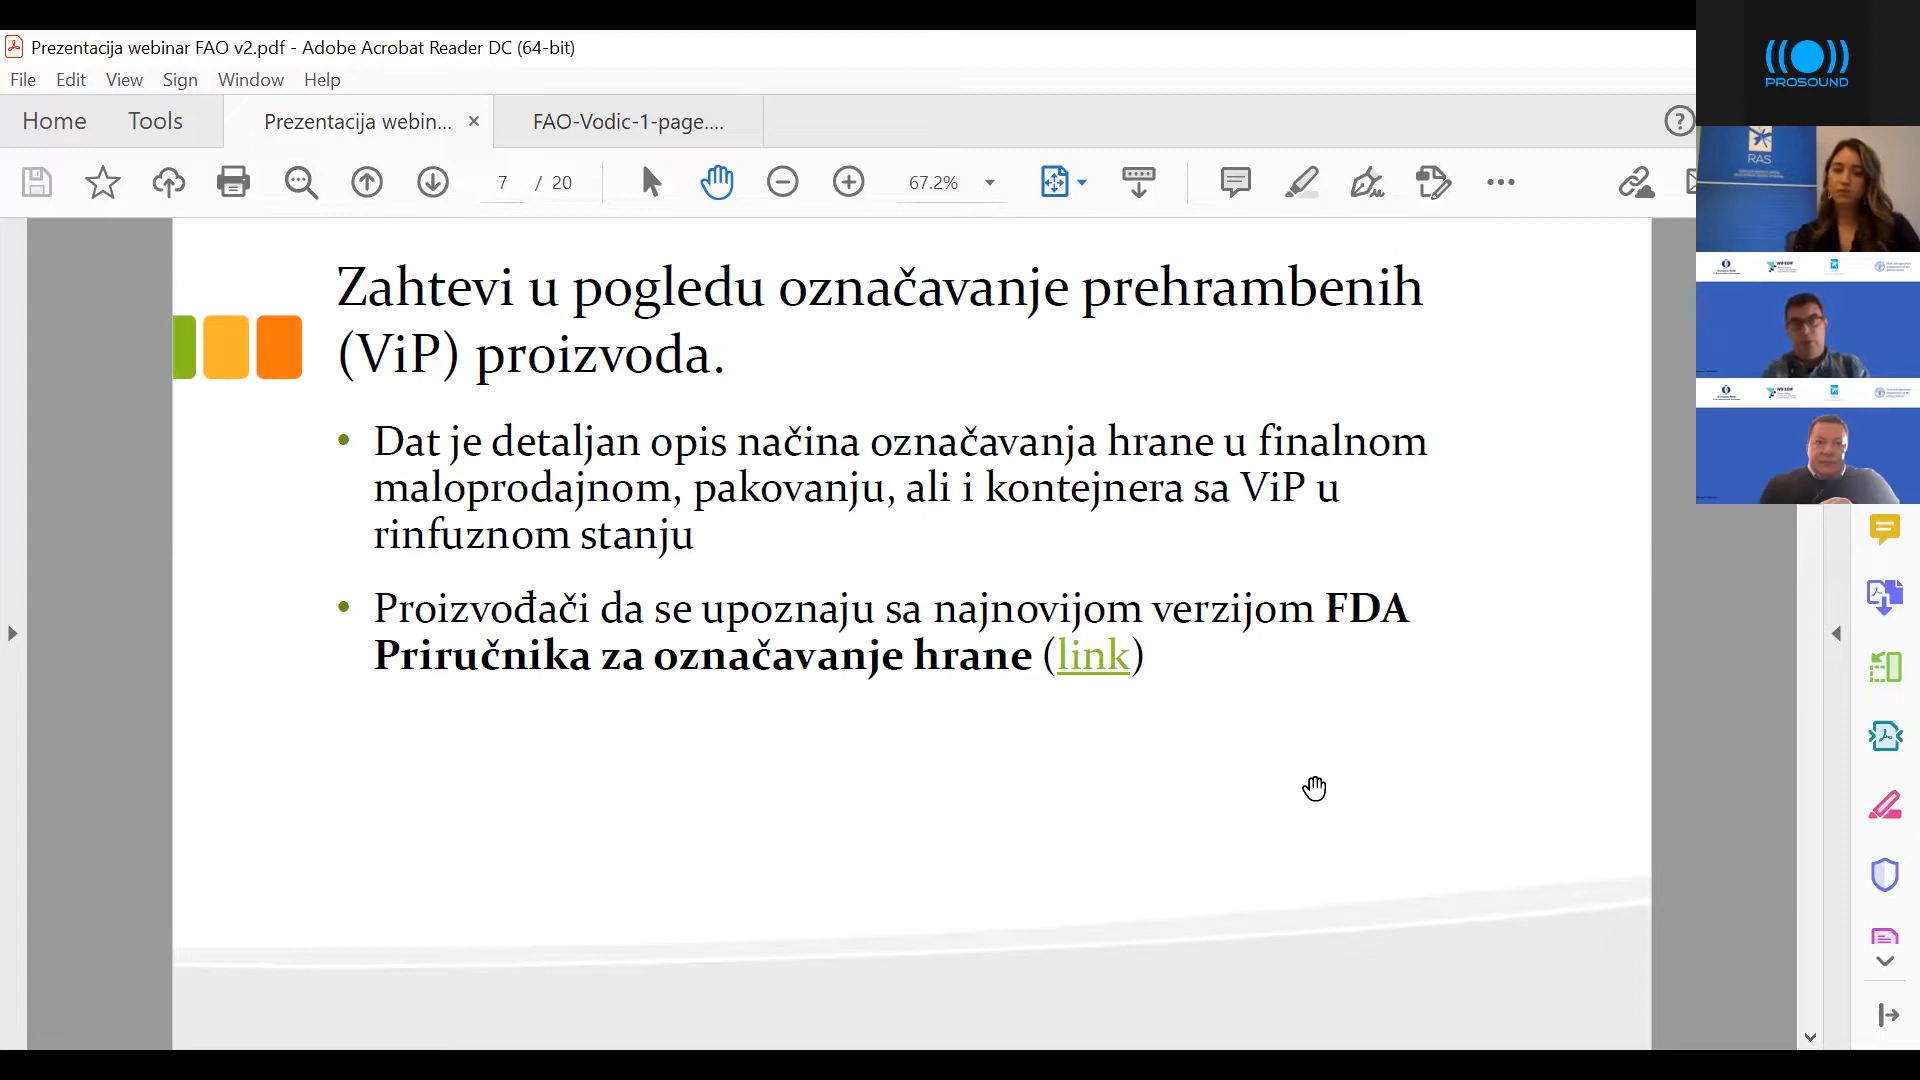 Prezentacija webinar FAO v2.pdf - Adobe Acrobat Reader DC (64-bit)
File Edit View Sign Window Help
Home Tools Prezentacija webin... × FAO-Vodic-1-page....
7 / 20 67.2%
PROSOUND
RAS
Zahtevi u pogledu označavanje prehrambenih
(ViP) proizvoda.
• Dat je detaljan opis načina označavanja hrane u finalnom
maloprodajnom, pakovanju, ali i kontejnera sa ViP u
rinfuznom stanju
• Proizvođači da se upoznaju sa najnovijom verzijom FDA
Priručnika za označavanje hrane (link)